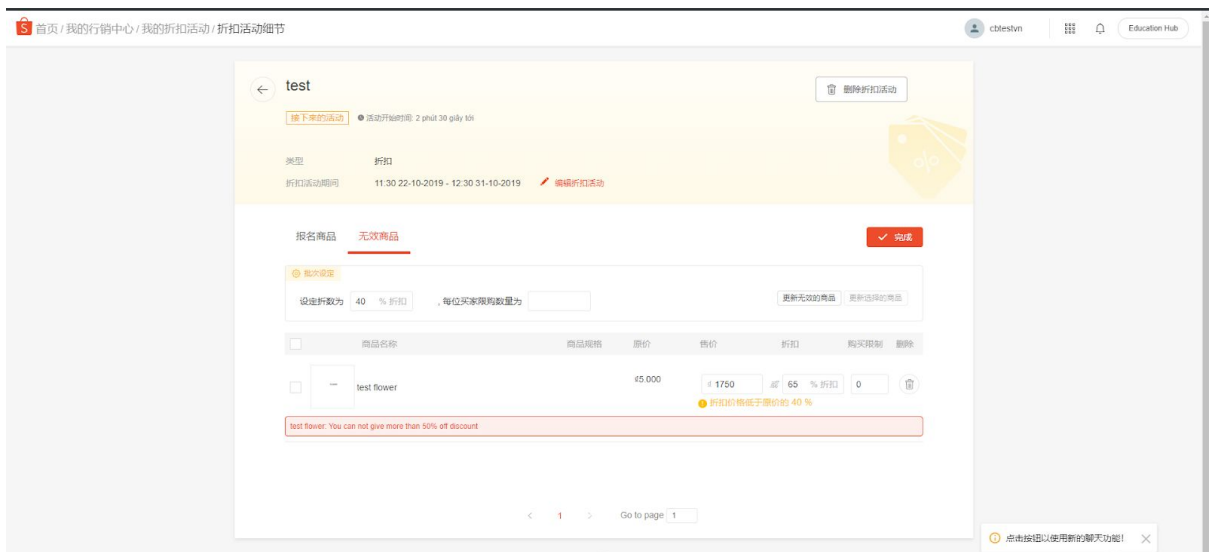 首页 / 我的行销中心 / 我的折扣活动 / 折扣活动细节
cbtestvn
Education Hub
test
删除折扣活动
接下来的活动 活动开始时间: 2 phút 30 giây tới
类型 折扣
折扣活动期间 11:30 22-10-2019 - 12:30 31-10-2019 编辑折扣活动
报名商品 无效商品 完成
批次设定
设定折数为 40 % 折扣 , 每位买家限购数量为 更新无效的商品 更新选择的商品
商品名称 商品规格 原价 售价 折扣 购买限制 删除
test flower ₫5.000 ₫ 1750 或 65 % 折扣 0
折扣价格低于原价的 40 %
test flower: You can not give more than 50% off discount
1 Go to page 1
点击按钮以使用新的聊天功能!